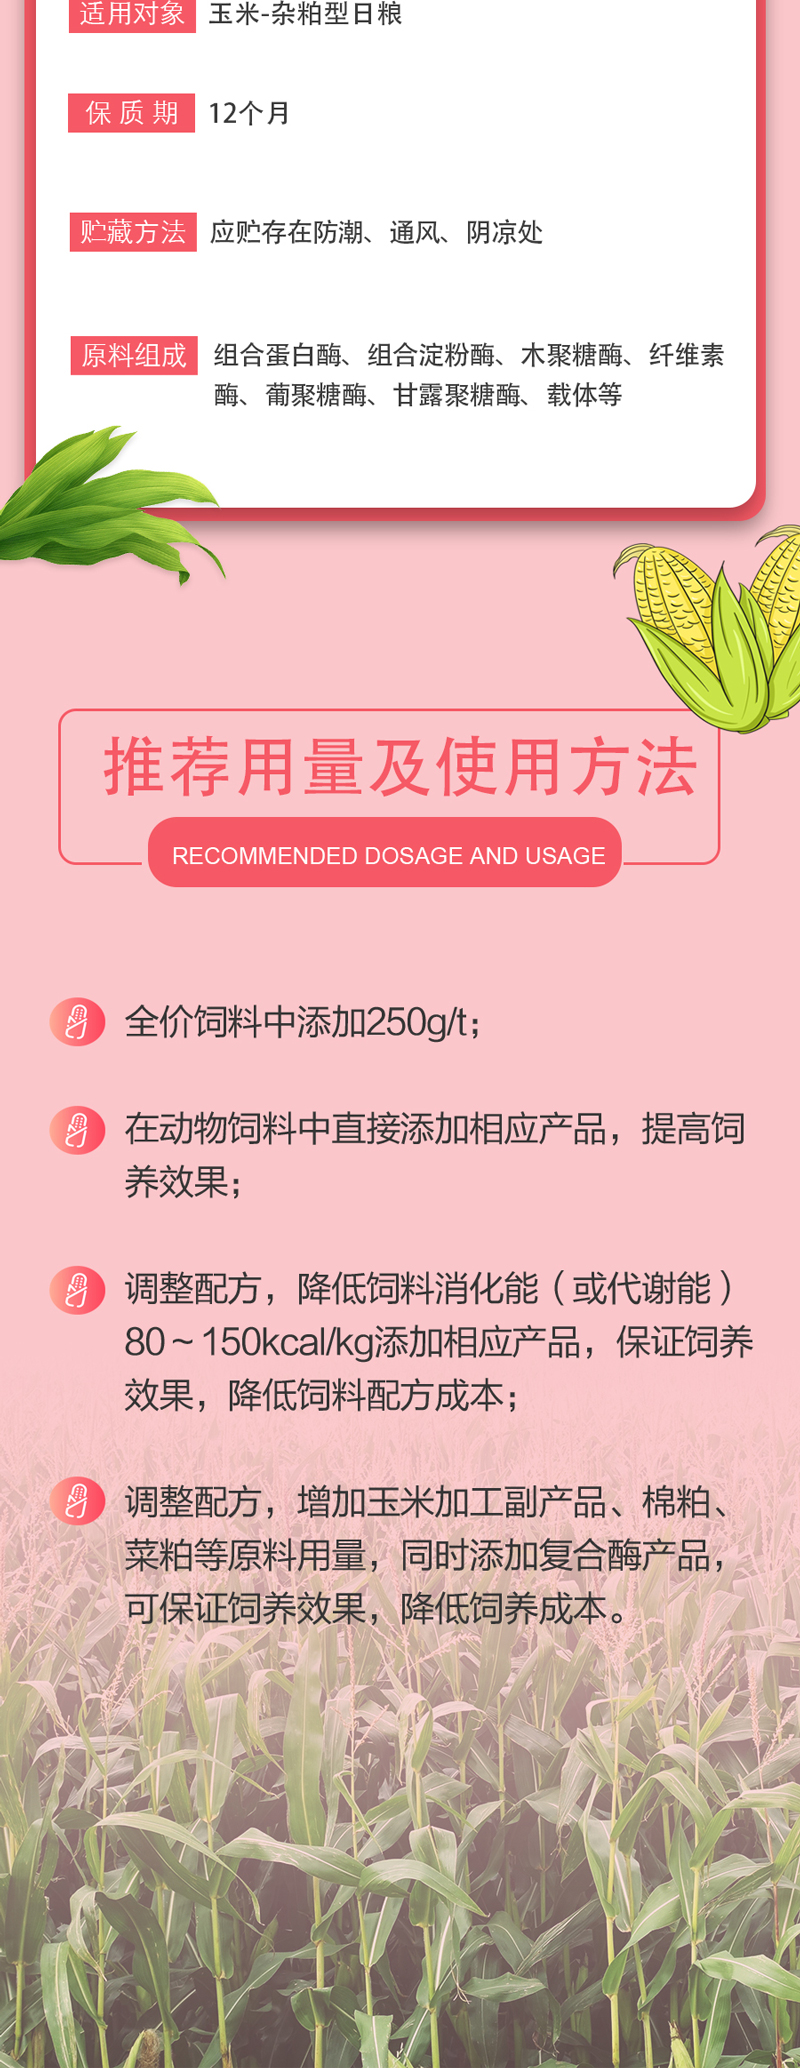 适用对象 玉米-杂粕型日粮
保质期 12个月
贮藏方法 应贮存在防潮、通风、阴凉处
原料组成 组合蛋白酶、组合淀粉酶、木聚糖酶、纤维素
酶、葡聚糖酶、甘露聚糖酶、载体等
推荐用量及使用方法
RECOMMENDED DOSAGE AND USAGE
全价饲料中添加250g/t；
在动物饲料中直接添加相应产品，提高饲
养效果；
调整配方，降低饲料消化能（或代谢能）
80～150kcal/kg添加相应产品，保证饲养
效果，降低饲料配方成本；
调整配方，增加玉米加工副产品、棉粕、
菜粕等原料用量，同时添加复合酶产品，
可保证饲养效果，降低饲养成本。